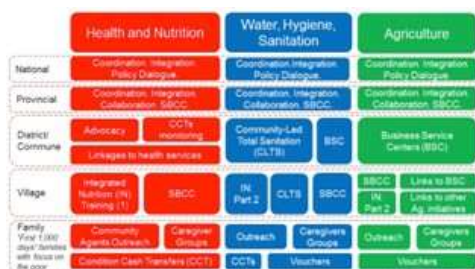 Health and Nutrition
Water, Hygiene,
Sanitation
Agriculture
National
Coordination. Integration.
Policy Dialogue.
Coordination. Integration.
Policy Dialogue.
Coordination. Integration.
Policy Dialogue.
Provincial
Coordination. Integration.
Collaboration. SBCC.
Coordination. Integration.
Collaboration. SBCC.
Coordination. Integration.
Collaboration. SBCC.
District/
Commune
Advocacy
CCTs
monitoring
Linkages to health services
Community-Led
Total Sanitation (CLTS)
BSC
Business Service
Centers (BSC)
Village
Integrated
Nutrition (IN)
Training (1)
SBCC
IN:
Part 2
CLTS
SBCC
SBCC
Links to BSC
IN:
Part 2
Links to other
Ag. initiatives
Family
"First 1,000
days" families
with focus on
the poor
Community
Agents Outreach
Caregiver
Groups
Condition Cash Transfers (CCT)
Outreach
Caregivers
Groups
CCTs
Vouchers
Outreach
Caregivers
Groups
Vouchers